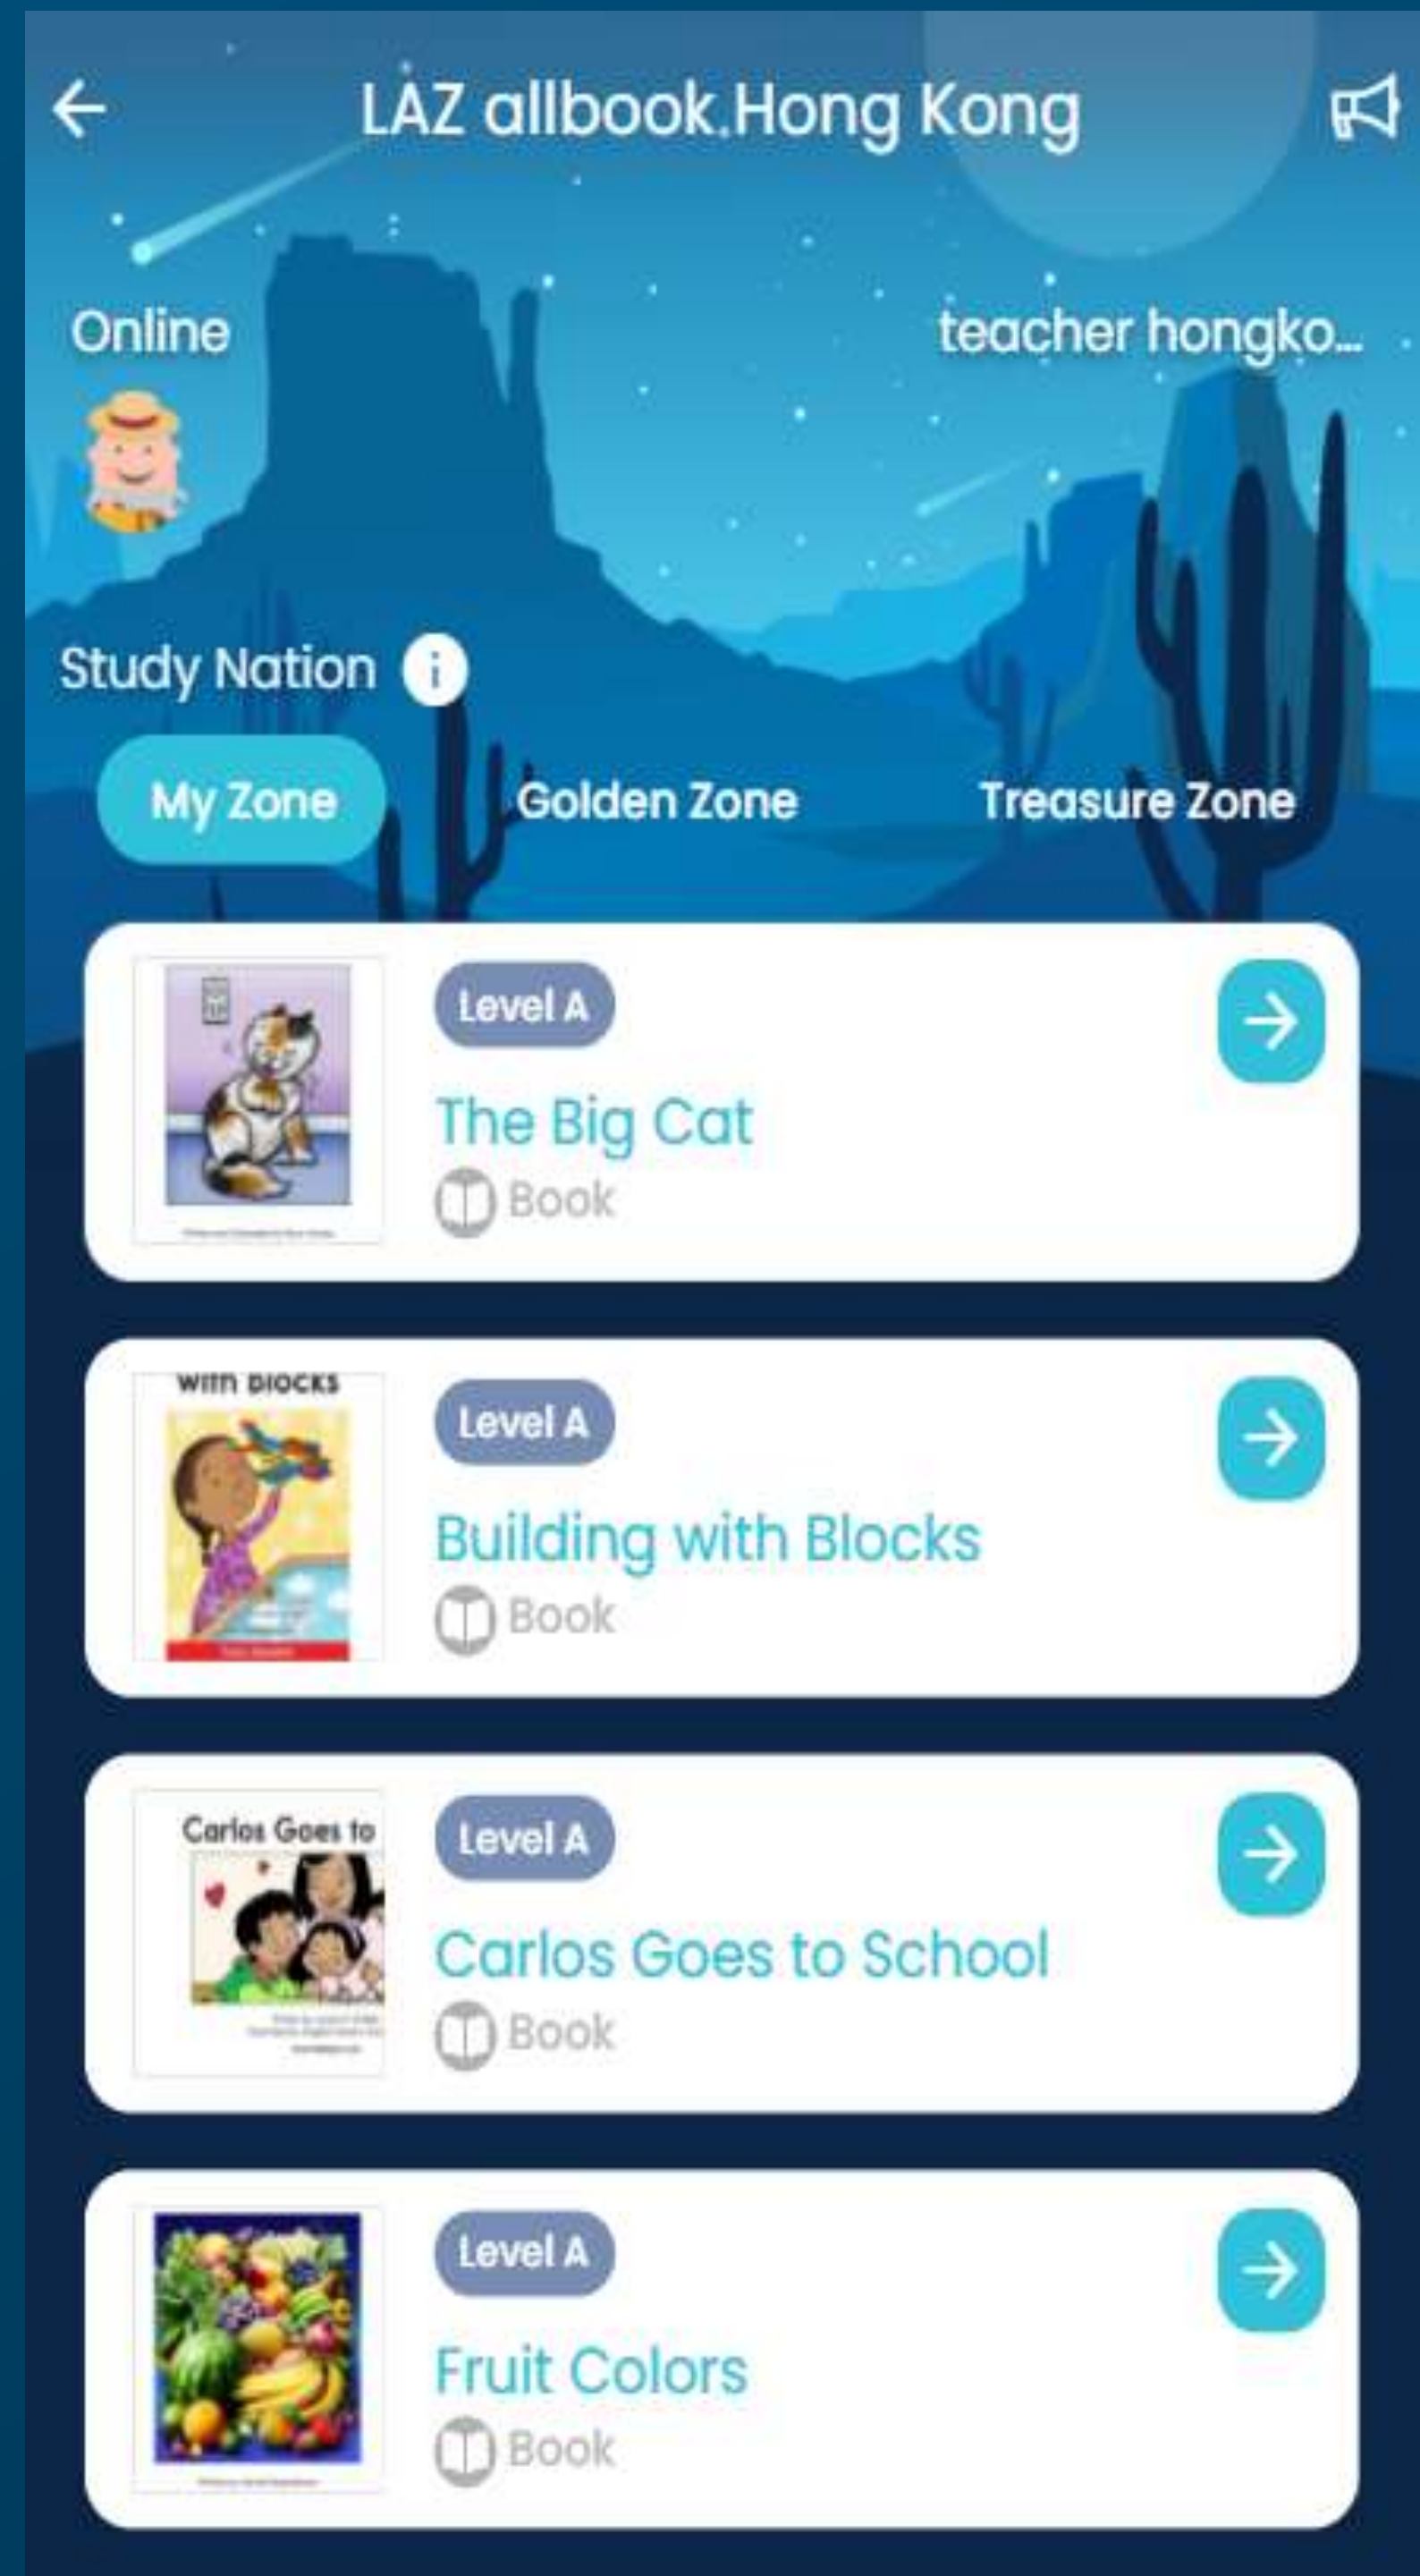 LAZ allbook.Hong Kong
Online
teacher hongko...
Study Nation i
My Zone
Golden Zone
Treasure Zone
Level A
The Big Cat
Book
with Blocks
Level A
Building with Blocks
Book
Carlos Goes to
Level A
Carlos Goes to School
Book
Level A
Fruit Colors
Book